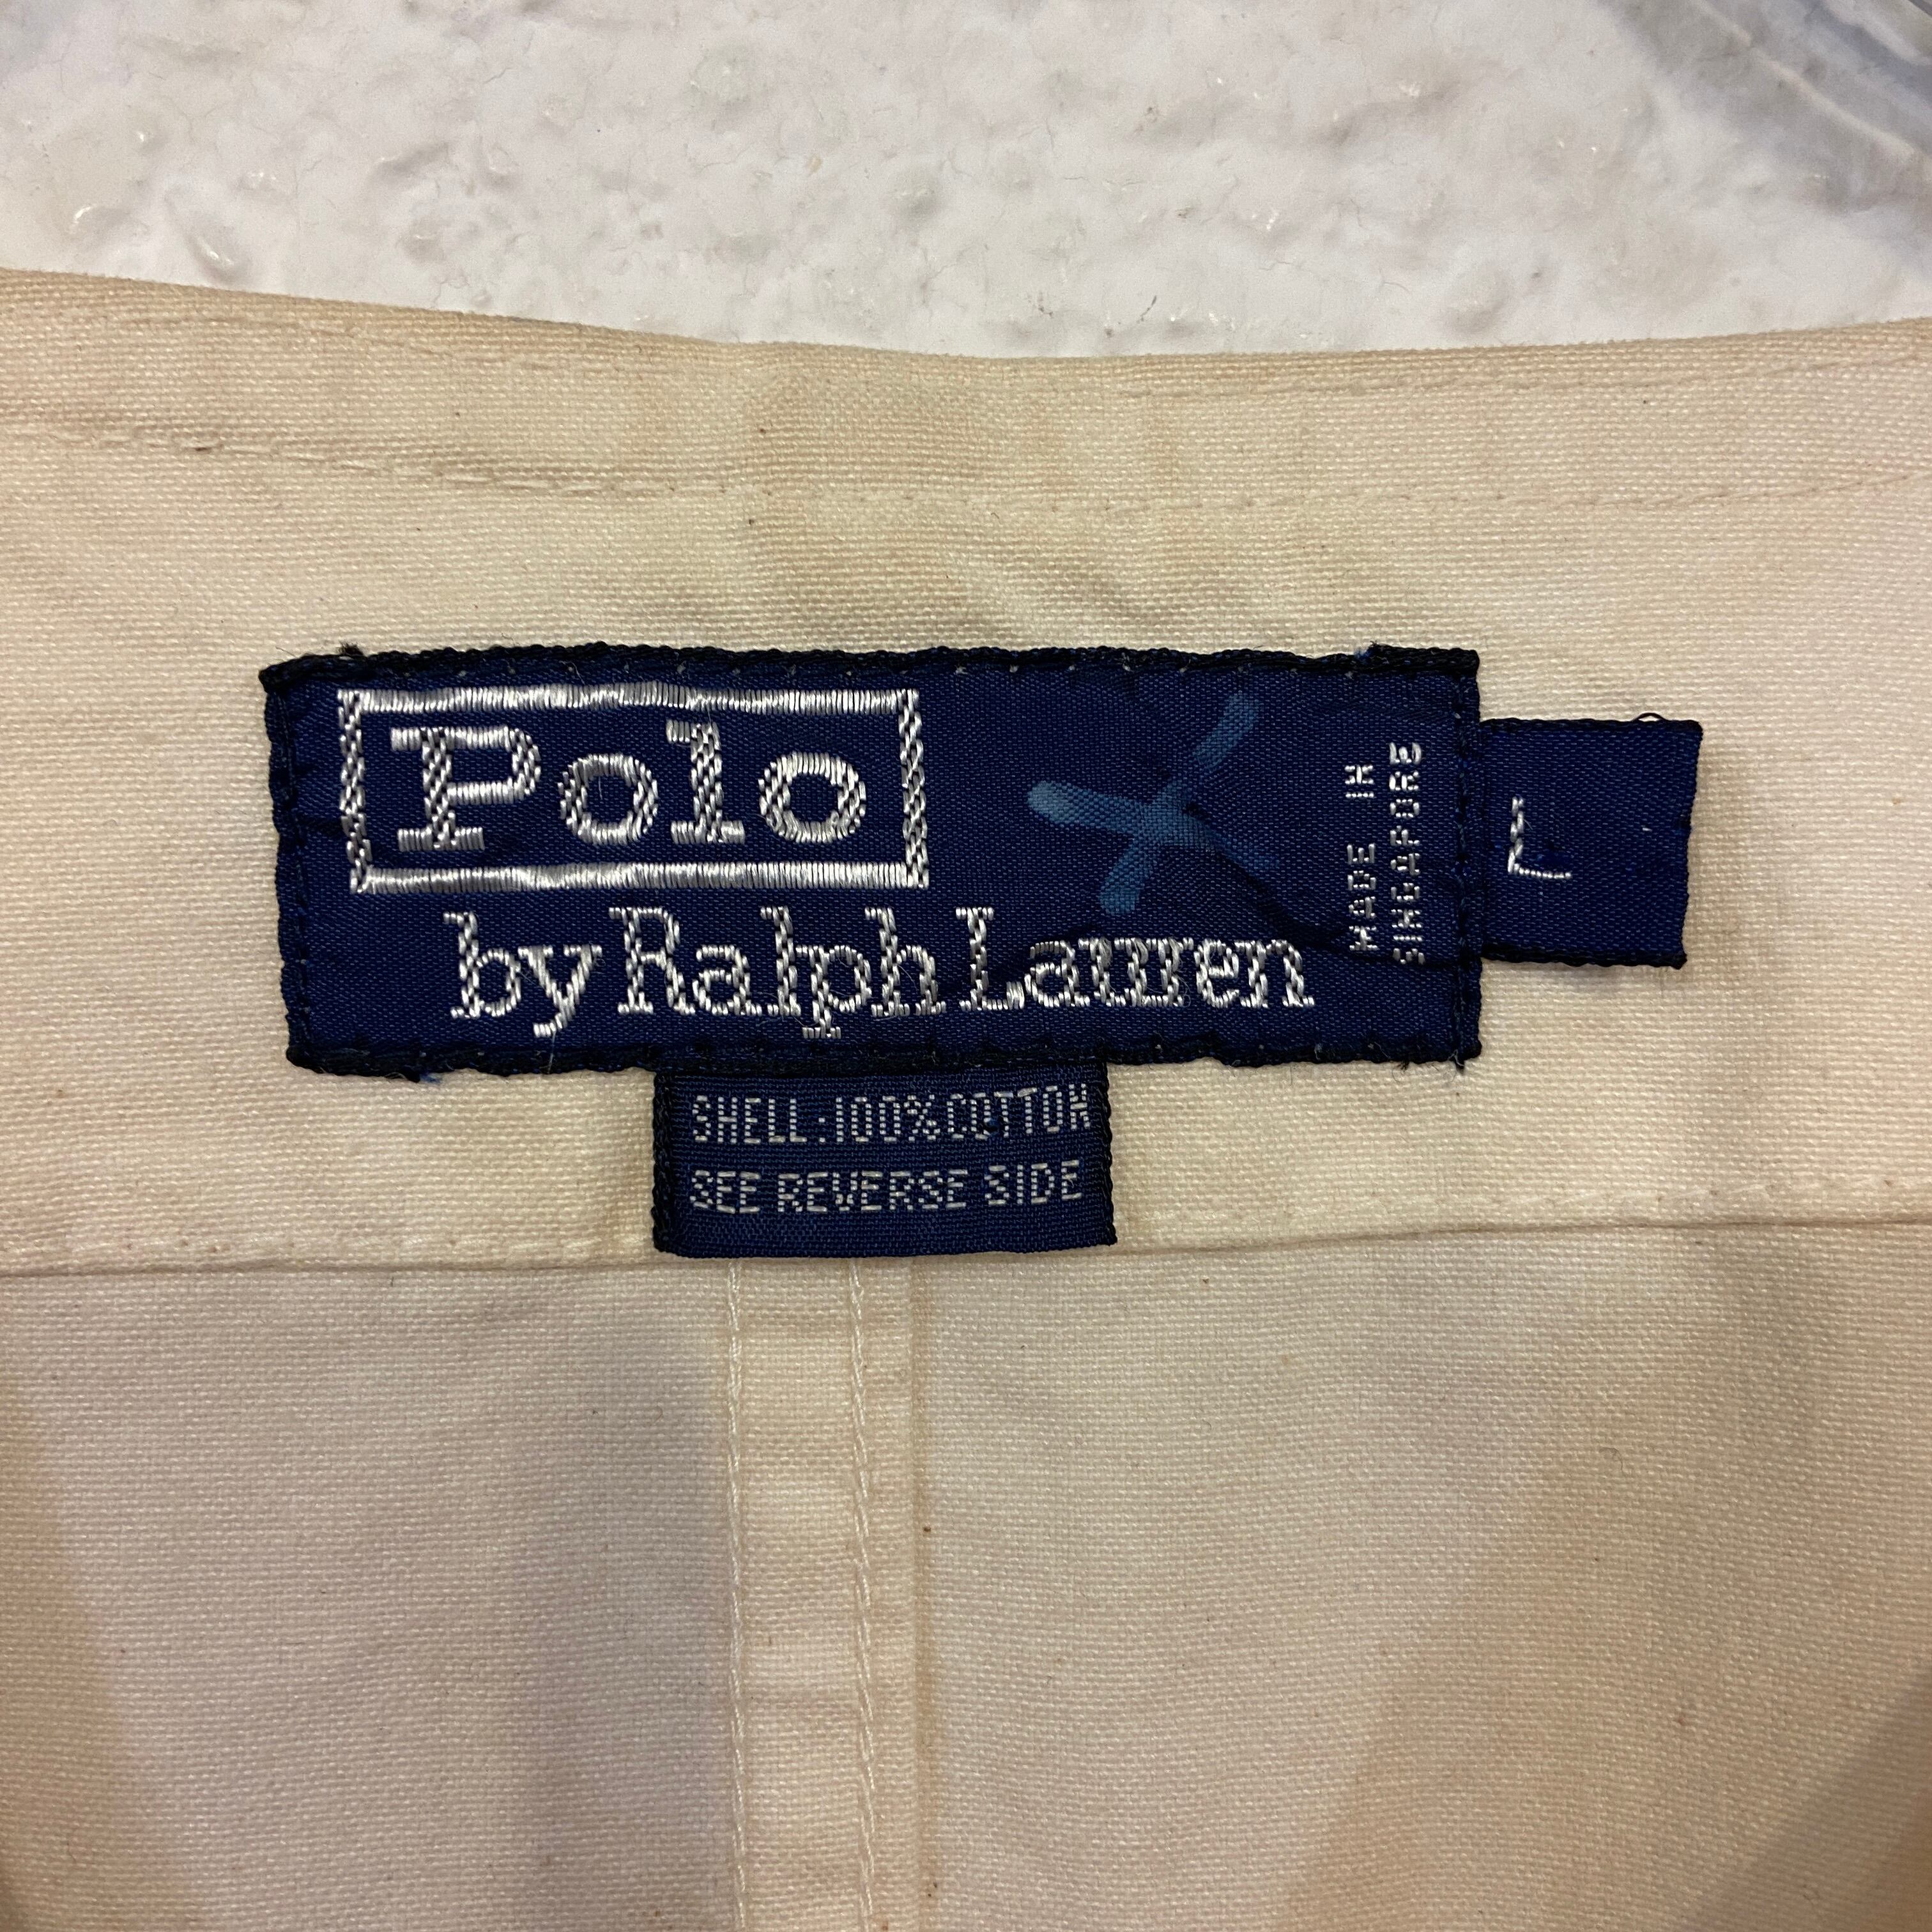 Polo
by Ralph Lauren
MADE IN
SINGAPORE
L
SHELL:100%COTTON
SEE REVERSE SIDE